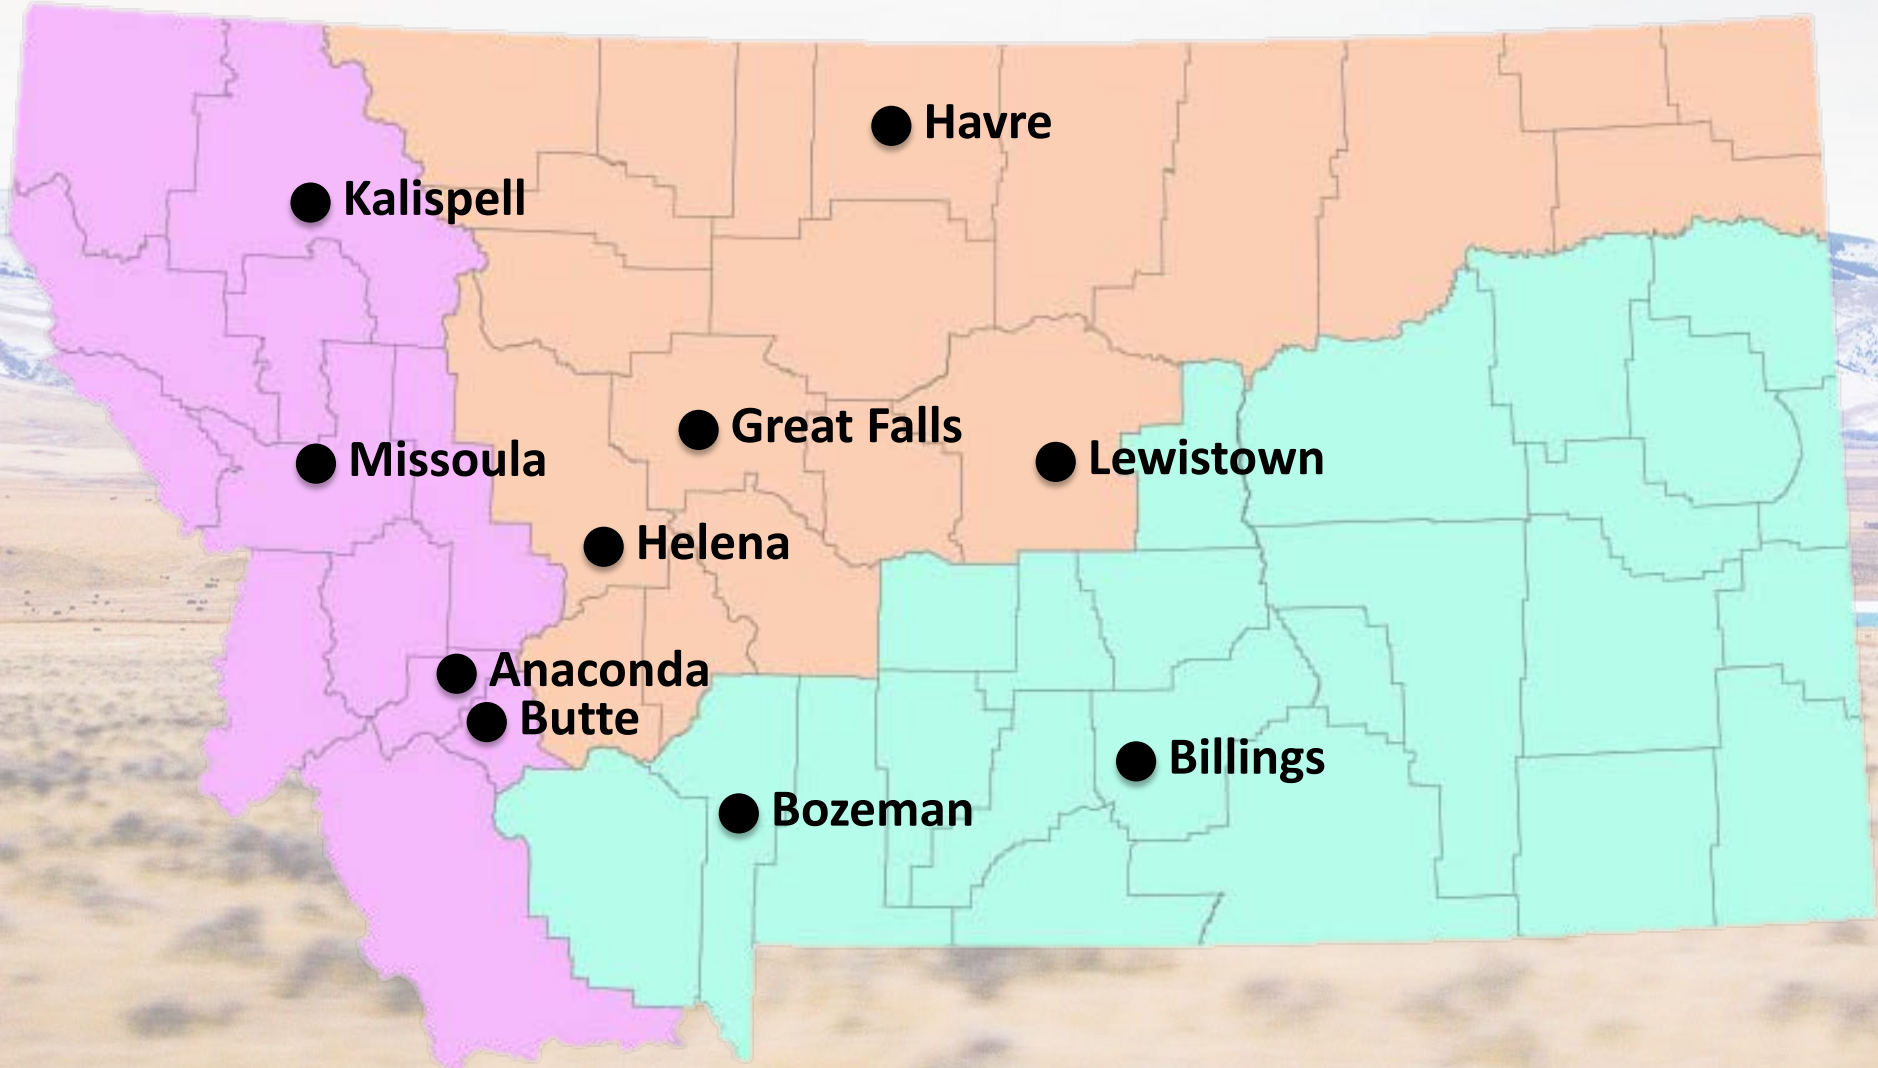 Havre
Kalispell
Great Falls
Missoula
Lewistown
Helena
Anaconda
Butte
Billings
Bozeman